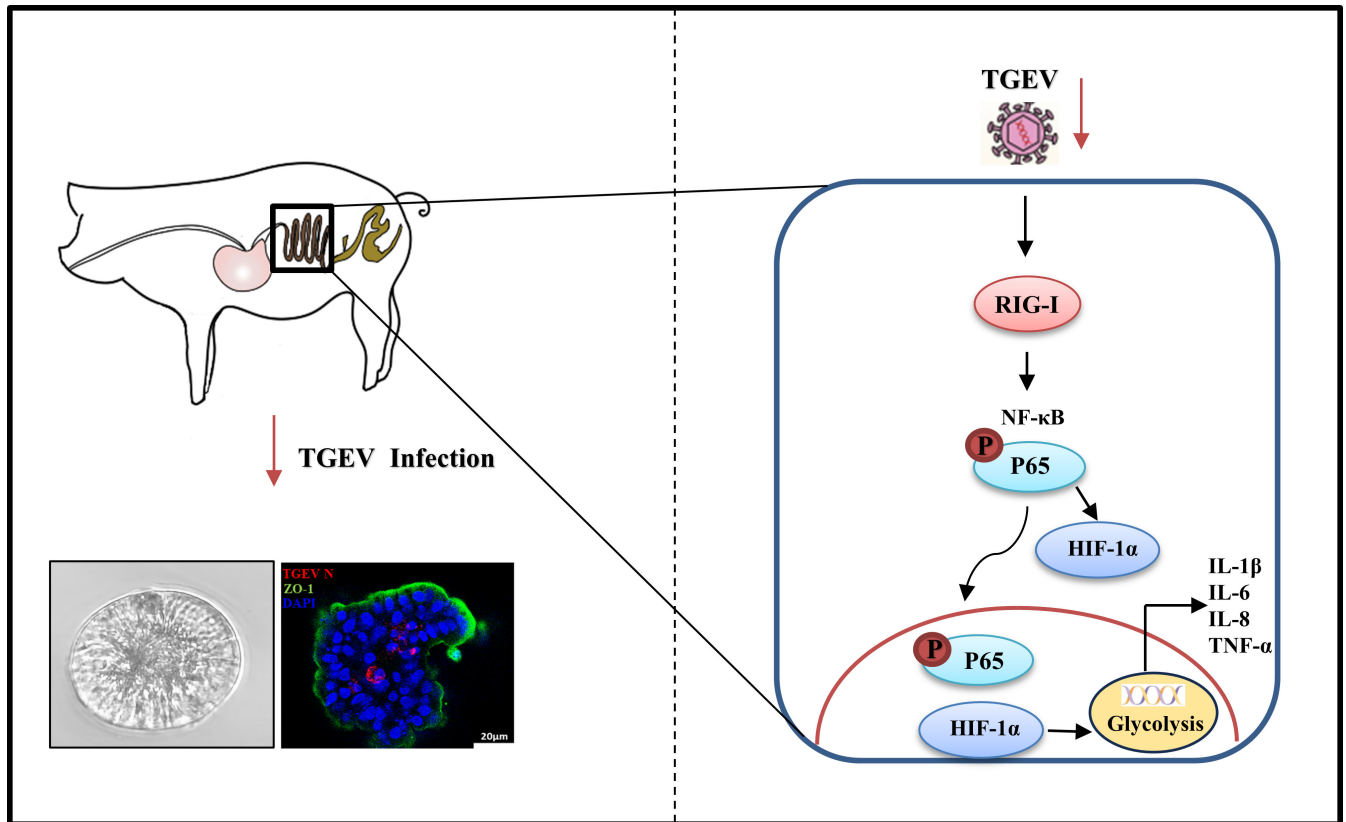 TGEV Infection
TGEV N
ZO-1
DAPI
20μm
TGEV
RIG-I
NF-κB
P
P65
HIF-1α
IL-1β
IL-6
IL-8
TNF-α
P
P65
HIF-1α
Glycolysis